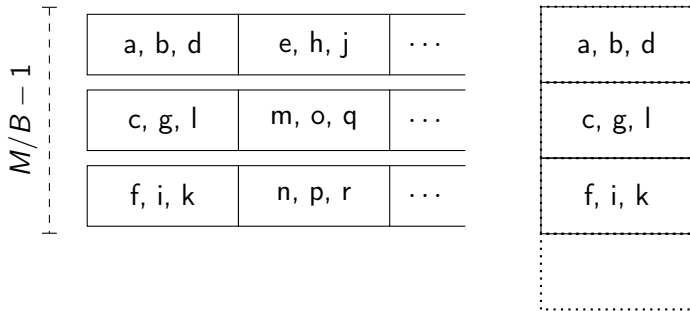 M/B − 1
a, b, d e, h, j ··· a, b, d
c, g, l m, o, q ··· c, g, l
f, i, k n, p, r ··· f, i, k